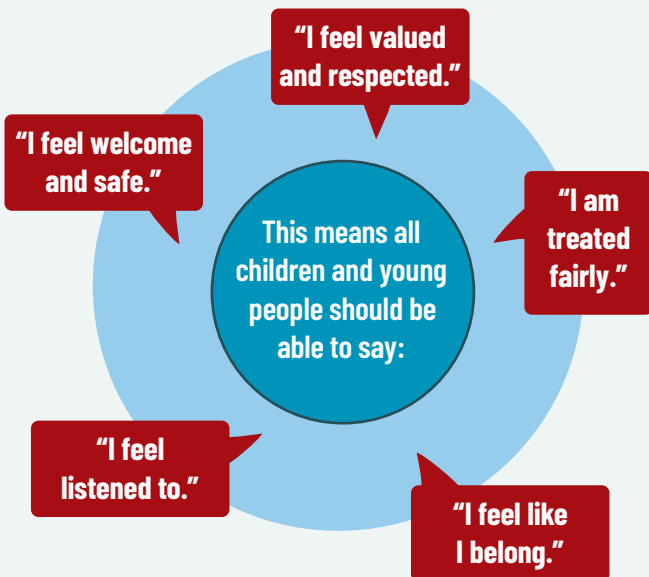 “I feel valued
and respected.”
“I feel welcome
and safe.”
“I am
treated
fairly.”
This means all
children and young
people should be
able to say:
“I feel
listened to.”
“I feel like
I belong.”